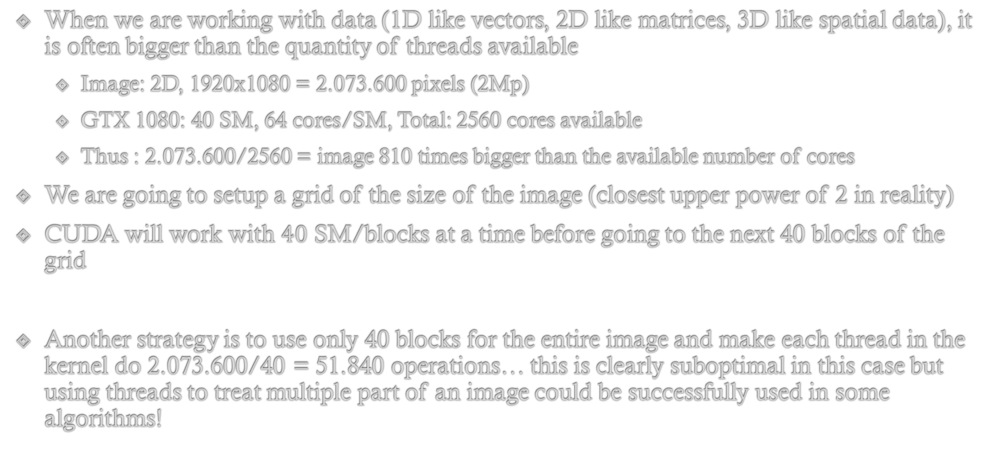 When we are working with data (1D like vectors, 2D like matrices, 3D like spatial data), it
is often bigger than the quantity of threads available
Image: 2D, 1920x1080 = 2.073.600 pixels (2Mp)
GTX 1080: 40 SM, 64 cores/SM, Total: 2560 cores available
Thus : 2.073.600/2560 = image 810 times bigger than the available number of cores
We are going to setup a grid of the size of the image (closest upper power of 2 in reality)
CUDA will work with 40 SM/blocks at a time before going to the next 40 blocks of the
grid
Another strategy is to use only 40 blocks for the entire image and make each thread in the
kernel do 2.073.600/40 = 51.840 operations… this is clearly suboptimal in this case but
using threads to treat multiple part of an image could be successfully used in some
algorithms!